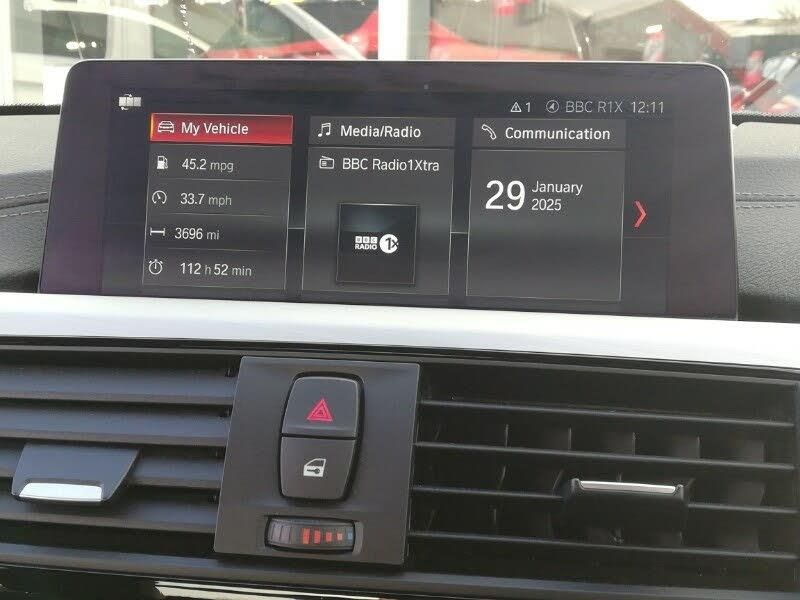 1 BBC R1X 12:11
My Vehicle
45.2 mpg
33.7 mph
3696 mi
112 h 52 min
Media/Radio
BBC Radio1Xtra
BBC
RADIO 1X
Communication
29 January
2025